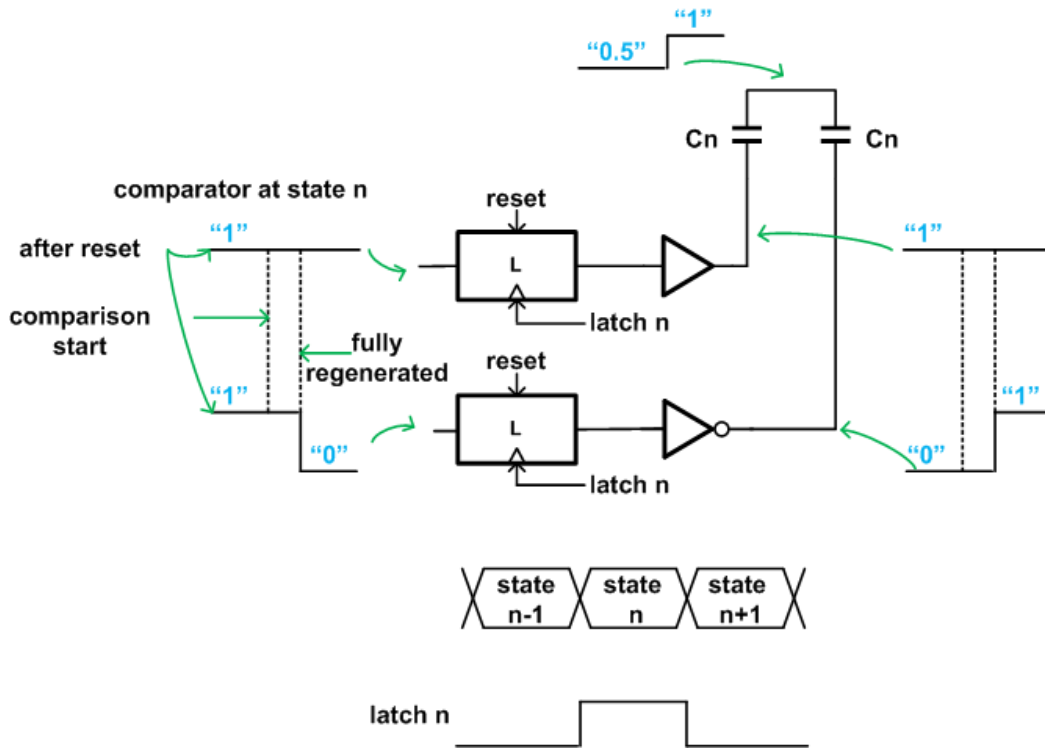 “1”
“0.5”
Cn
Cn
comparator at state n
reset
“1”
“1”
after reset
L
comparison
start
latch n
fully
regenerated
reset
“1”
“1”
L
“0”
“0”
latch n
state
n-1
state
n
state
n+1
latch n